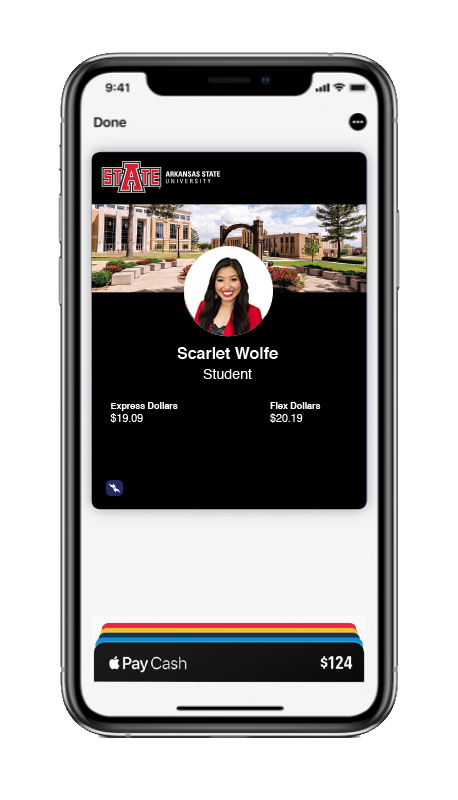 9:41
Done
STATE
ARKANSAS STATE
UNIVERSITY
Scarlet Wolfe
Student
Express Dollars
Flex Dollars
$19.09
$20.19
Pay Cash
$124